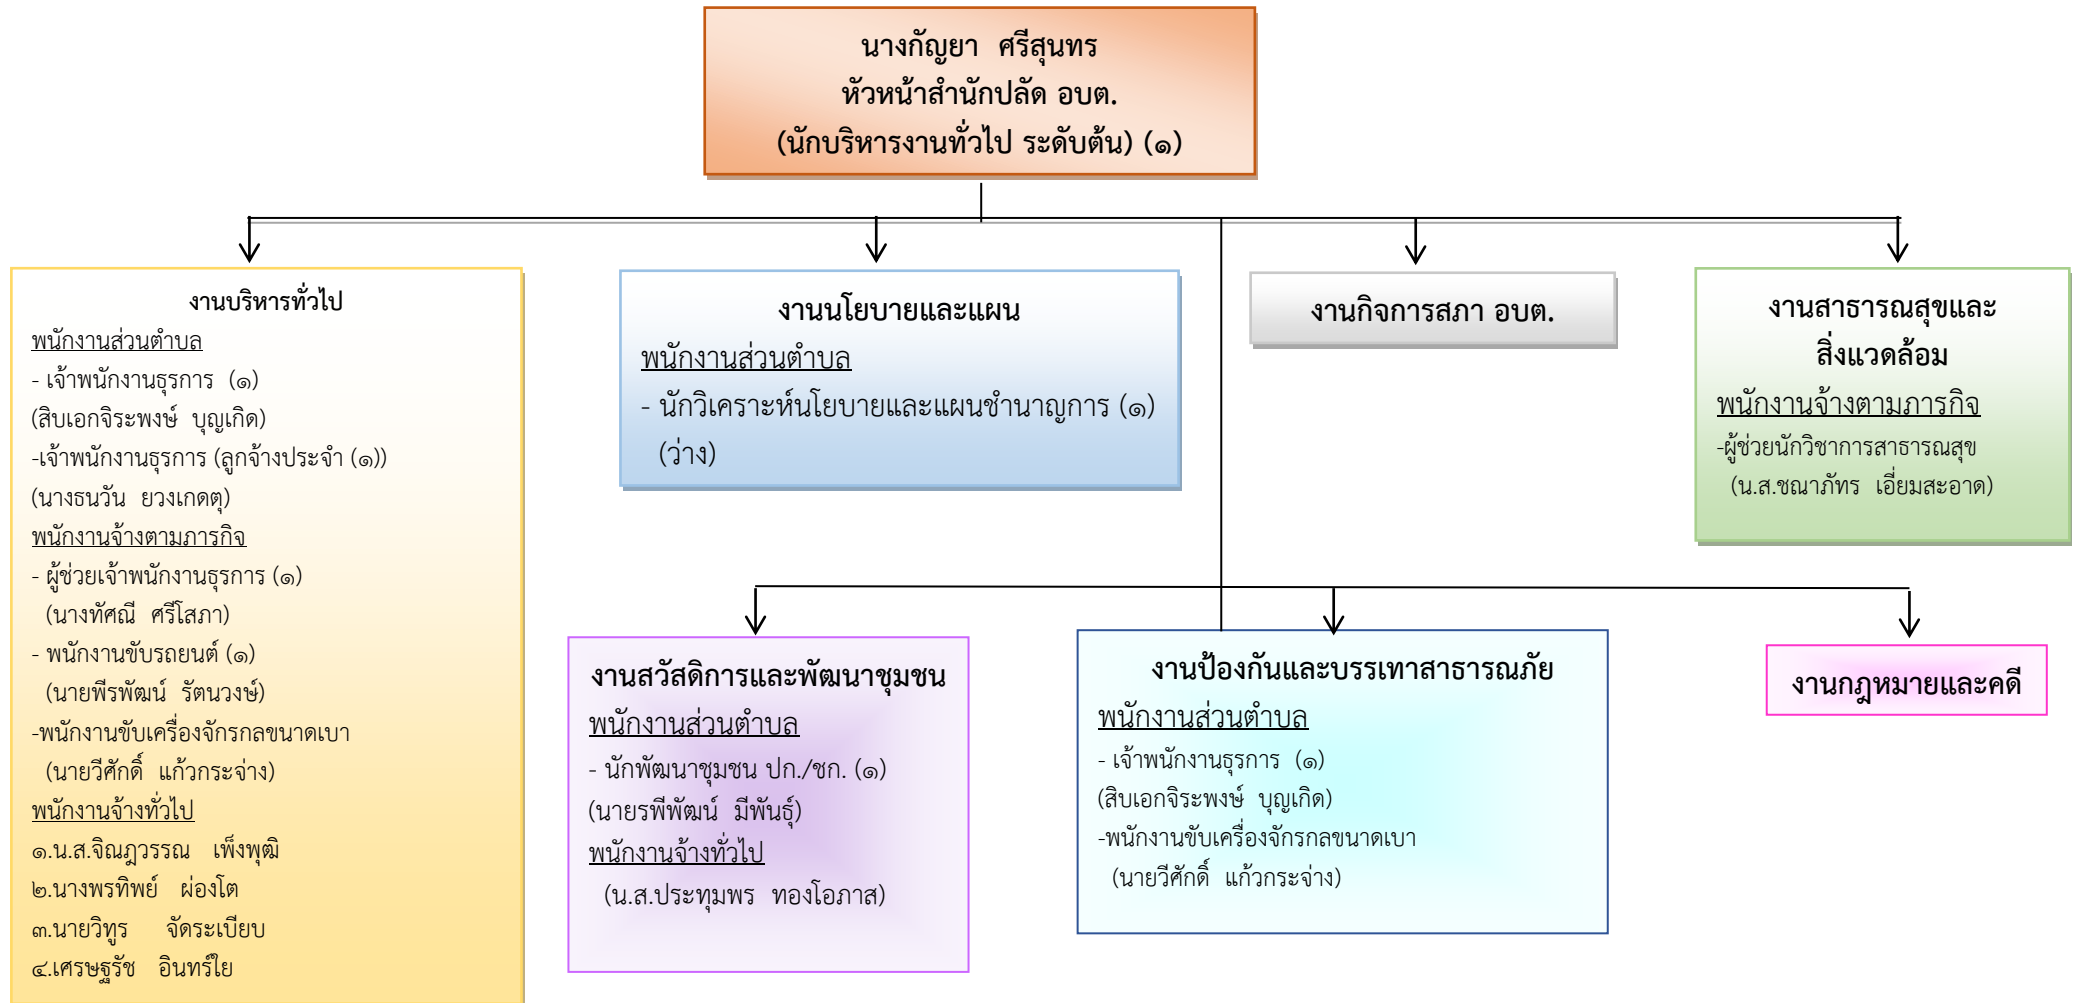 นางกัญยา  ศรีสุนทร
หัวหน้าสำนักปลัด อบต.
(นักบริหารงานทั่วไป ระดับต้น) (๑)
งานบริหารทั่วไป
พนักงานส่วนตำบล
- เจ้าพนักงานธุรการ  (๑)
(สิบเอกจิระพงษ์  บุญเกิด)
-เจ้าพนักงานธุรการ (ลูกจ้างประจำ (๑))
(นางธนวัน  ยวงเกดตุ)
พนักงานจ้างตามภารกิจ
- ผู้ช่วยเจ้าพนักงานธุรการ (๑)
(นางทัศณี  ศรีโสภา)
- พนักงานขับรถยนต์ (๑)
(นายพีรพัฒน์  รัตนวงษ์)
-พนักงานขับเครื่องจักรกลขนาดเบา
(นายวีศักดิ์  แก้วกระจ่าง)
พนักงานจ้างทั่วไป
๑.น.ส.จิณฎวรรณ   เพ็งพุฒิ
๒.นางพรทิพย์   ผ่องโต
๓.นายวิทูร     จัดระเบียบ
๔.เศรษฐรัช   อินทร์ใย
งานนโยบายและแผน
พนักงานส่วนตำบล
- นักวิเคราะห์นโยบายและแผนชำนาญการ (๑)
(ว่าง)
งานกิจการสภา อบต.
งานสาธารณสุขและ
สิ่งแวดล้อม
พนักงานจ้างตามภารกิจ
-ผู้ช่วยนักวิชาการสาธารณสุข
(น.ส.ชณาภัทร  เอี่ยมสะอาด)
งานสวัสดิการและพัฒนาชุมชน
พนักงานส่วนตำบล
- นักพัฒนาชุมชน ปก./ชก. (๑)
(นายรพีพัฒน์  มีพันธุ์)
พนักงานจ้างทั่วไป
(น.ส.ประทุมพร  ทองโอภาส)
งานป้องกันและบรรเทาสาธารณภัย
พนักงานส่วนตำบล
- เจ้าพนักงานธุรการ  (๑)
(สิบเอกจิระพงษ์  บุญเกิด)
-พนักงานขับเครื่องจักรกลขนาดเบา
(นายวีศักดิ์  แก้วกระจ่าง)
งานกฎหมายและคดี